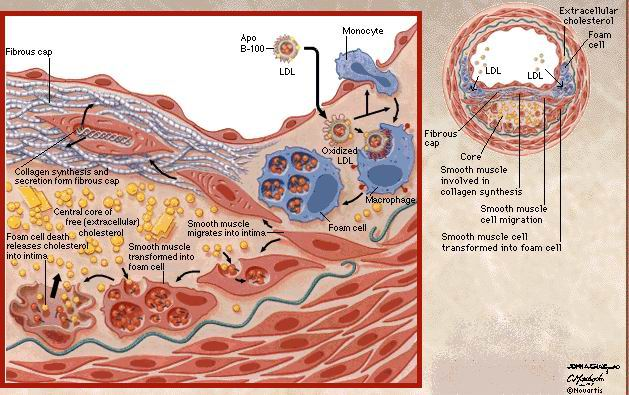 Apo
B-100
LDL
Monocyte
Fibrous cap
Oxidized
LDL
Macrophage
Foam cell
Collagen synthesis and
secretion form fibrous cap
Central core of
free (extracellular)
cholesterol
Foam cell death
releases cholesterol
into intima
Smooth muscle
migrates into intima
Smooth muscle
transformed into
foam cell
Extracellular
cholesterol
Foam
cell
LDL
LDL
Fibrous
cap
Core
Smooth muscle
involved in
collagen synthesis
Smooth muscle
cell migration
Smooth muscle cell
transformed into foam cell
©Novartis